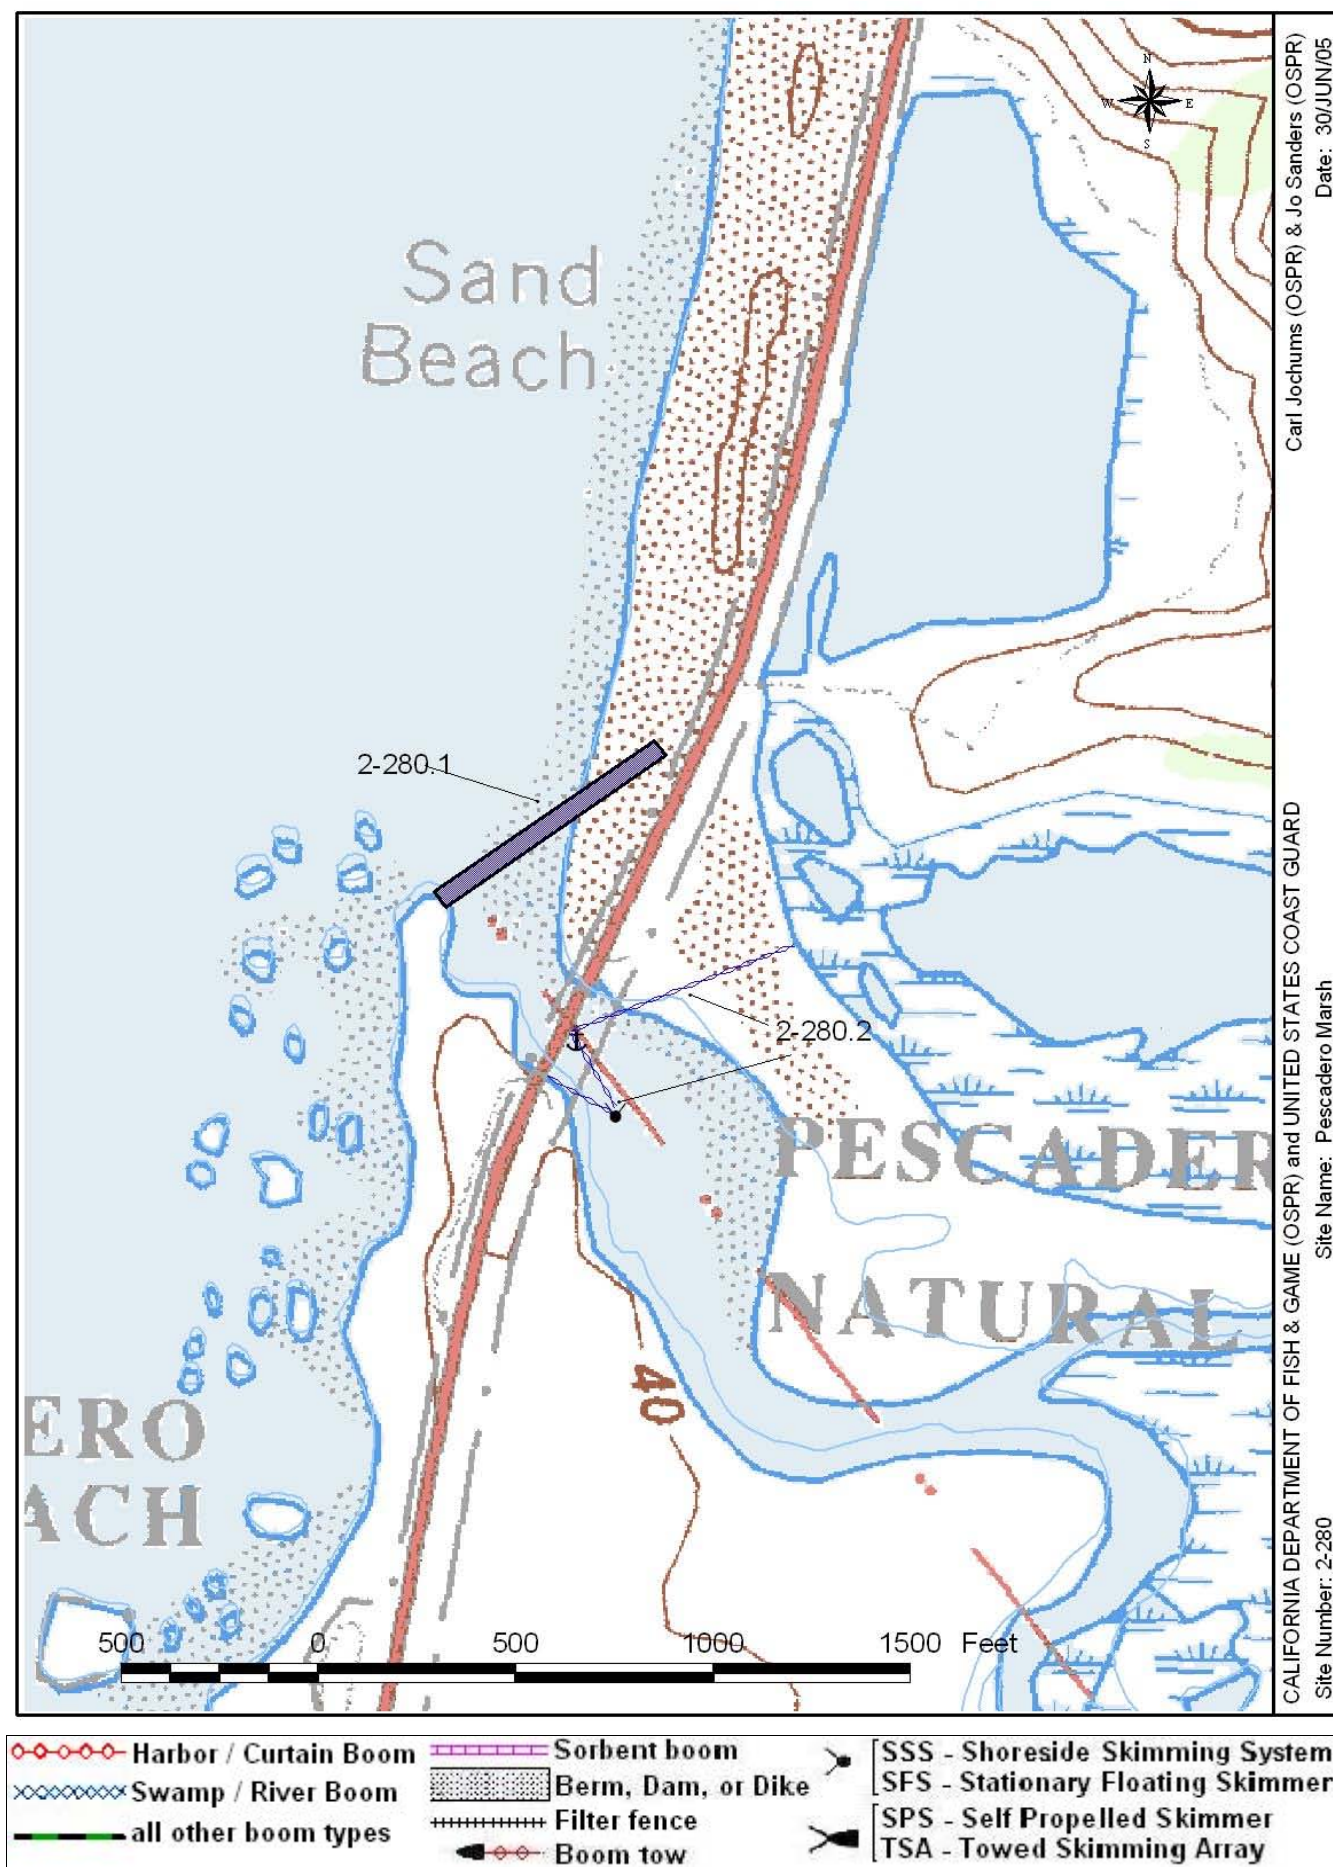 N
W E
S
Sand
Beach
2-280.1
2-280.2
PESCADER
NATURAL
40
ERO
ACH
500 0 500 1000 1500 Feet
CALIFORNIA DEPARTMENT OF FISH & GAME (OSPR) and UNITED STATES COAST GUARD Carl Jochums (OSPR) & Jo Sanders (OSPR)
Site Number: 2-280 Site Name: Pescadero Marsh Date: 30/JUN/05
Harbor / Curtain Boom
Swamp / River Boom
all other boom types
Sorbent boom
Berm, Dam, or Dike
Filter fence
Boom tow
SSS - Shoreside Skimming System
SFS - Stationary Floating Skimmer
SPS - Self Propelled Skimmer
TSA - Towed Skimming Array